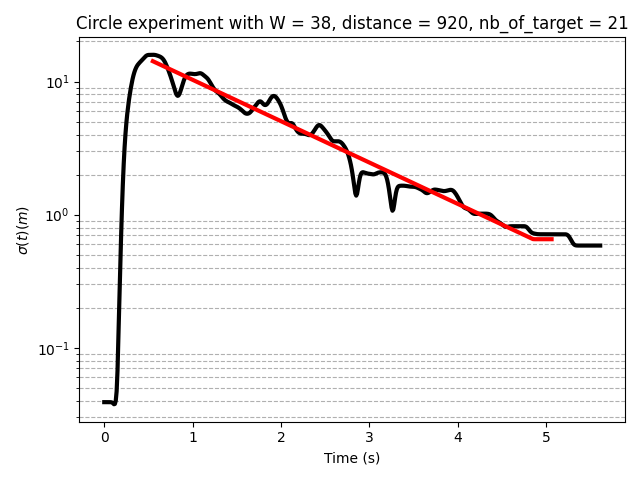 Circle experiment with W = 38, distance = 920, nb_of_target = 21
σ(t)(m)
10¹
10⁰
10⁻¹
0 1 2 3 4 5
Time (s)